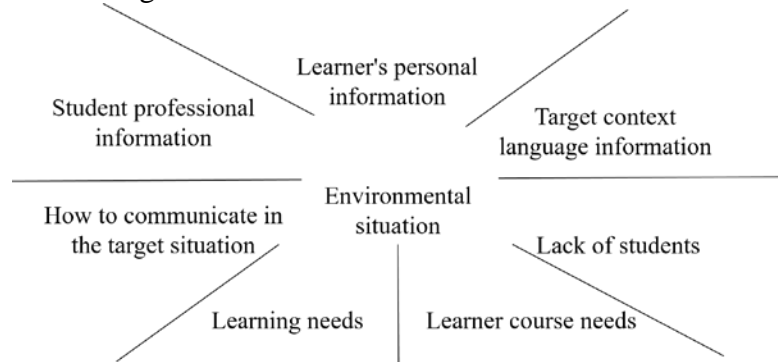 Learner's personal
information
Student professional
information
Target context
language information
Environmental
situation
How to communicate in
the target situation
Lack of students
Learning needs
Learner course needs